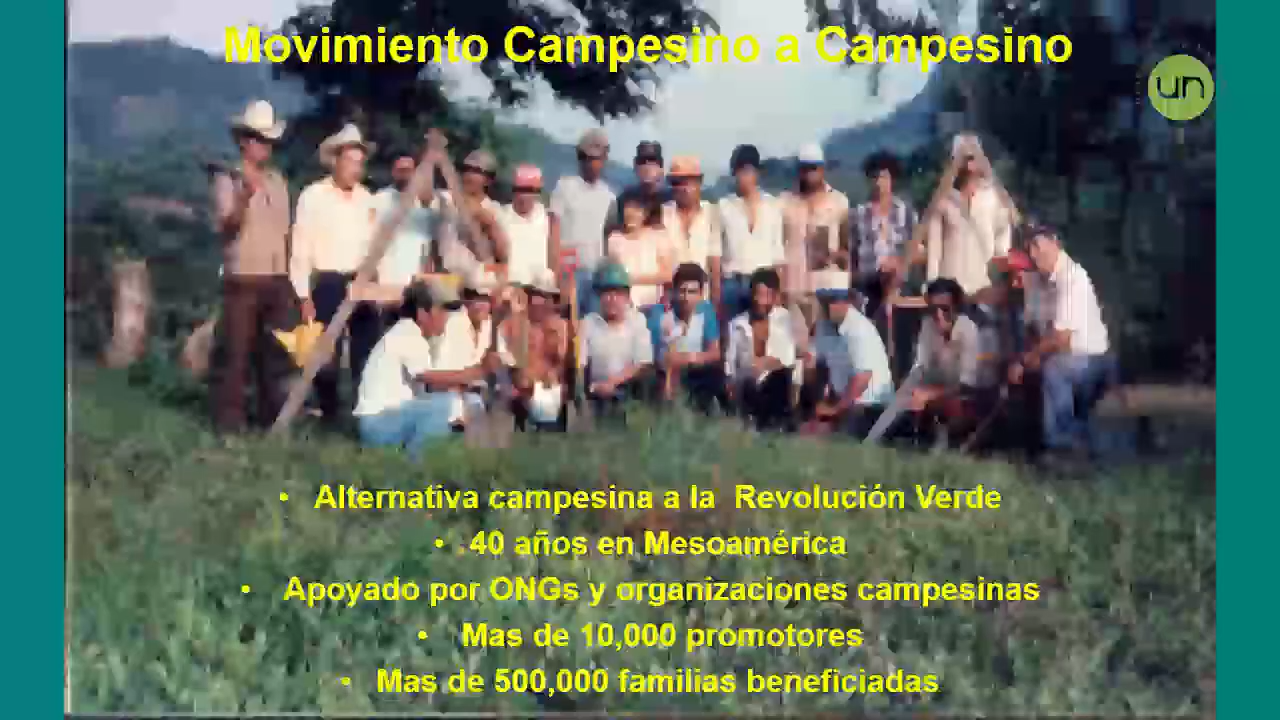 Movimiento Campesino a Campesino
un
• Alternativa campesina a la Revolución Verde
• . 40 años en Mesoamérica
• Apoyado por ONGs y organizaciones campesinas
• Mas de 10,000 promotores
• Mas de 500,000 familias beneficiadas